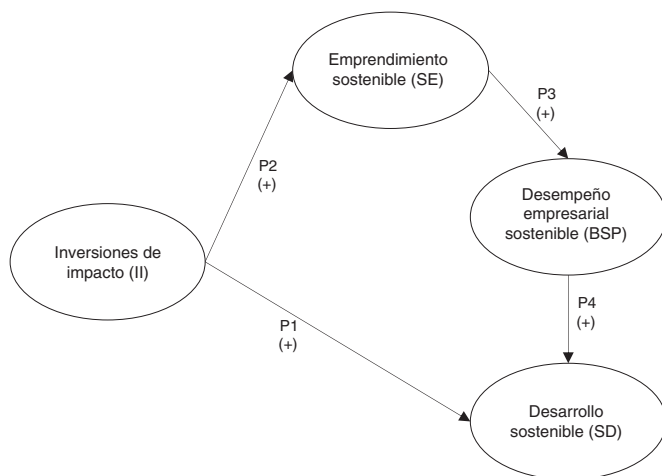 Emprendimiento
sostenible (SE)
P3
(+)
P2
(+)
Desempeño
empresarial
sostenible (BSP)
Inversiones de
impacto (II)
P1
(+)
P4
(+)
Desarrollo
sostenible (SD)